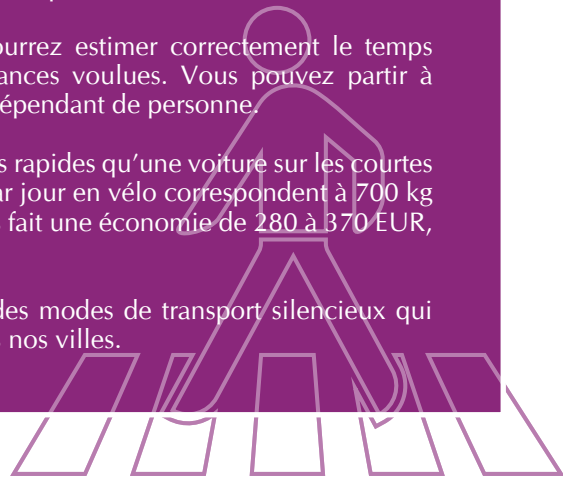 ourrez estimer correctement le temps
ances voulues. Vous pouvez partir à
épendant de personne.
s rapides qu'une voiture sur les courtes
ar jour en vélo correspondent à 700 kg
fait une économie de 280 à 370 EUR,
des modes de transport silencieux qui
nos villes.